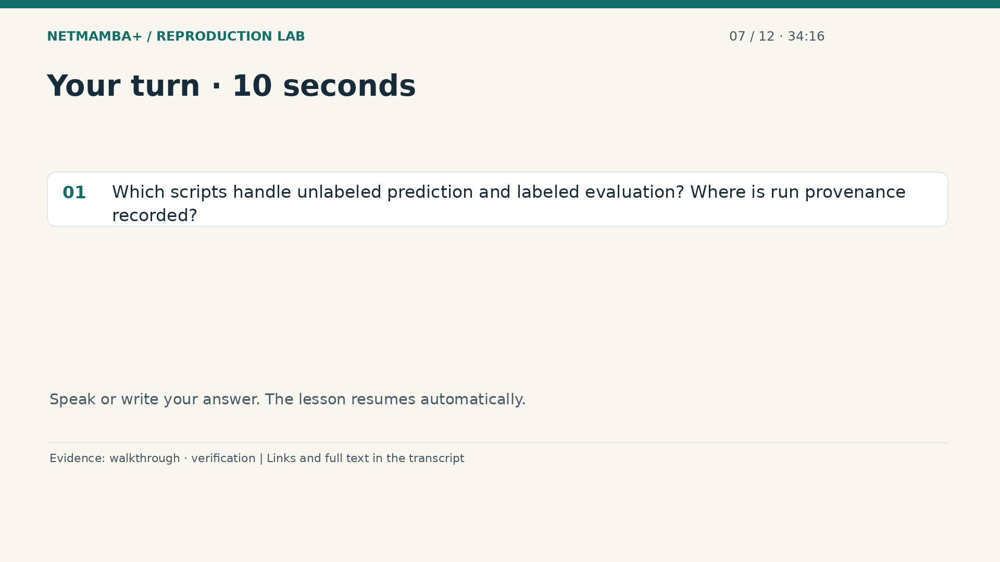 NETMAMBA+ / REPRODUCTION LAB
07 / 12 · 34:16
Your turn · 10 seconds
01
Which scripts handle unlabeled prediction and labeled evaluation? Where is run provenance
recorded?
Speak or write your answer. The lesson resumes automatically.
Evidence: walkthrough · verification | Links and full text in the transcript